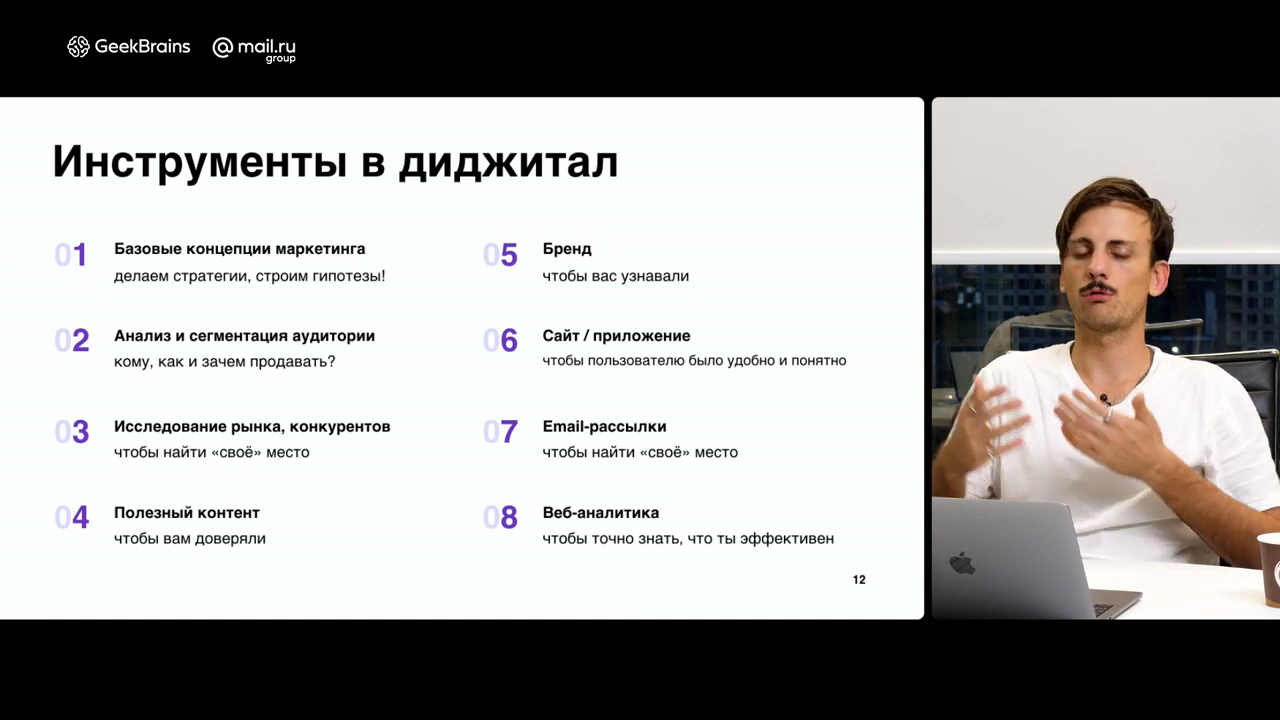 GeekBrains @mail.ru group
Инструменты в диджитал
01 Базовые концепции маркетинга
делаем стратегии, строим гипотезы!
02 Анализ и сегментация аудитории
кому, как и зачем продавать?
03 Исследование рынка, конкурентов
чтобы найти «своё» место
04 Полезный контент
чтобы вам доверяли
05 Бренд
чтобы вас узнавали
06 Сайт / приложение
чтобы пользователю было удобно и понятно
07 Email-рассылки
чтобы найти «своё» место
08 Веб-аналитика
чтобы точно знать, что ты эффективен
12